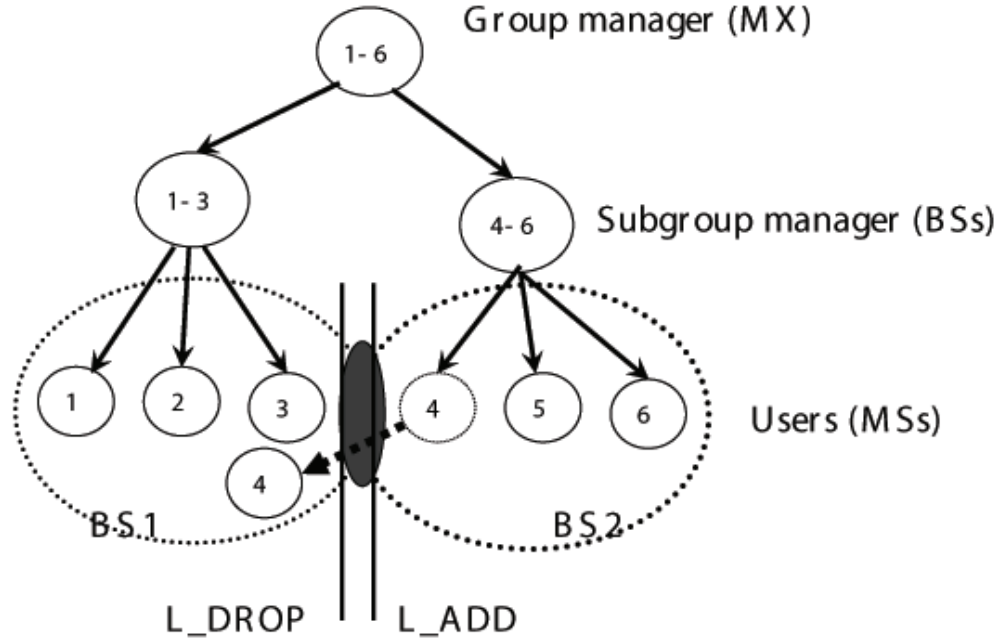 Group manager (MX)
1-6
1-3
4-6
Subgroup manager (BSs)
1
2
3
4
5
6
Users (MSs)
4
BS1
BS2
L_DROP
L_ADD